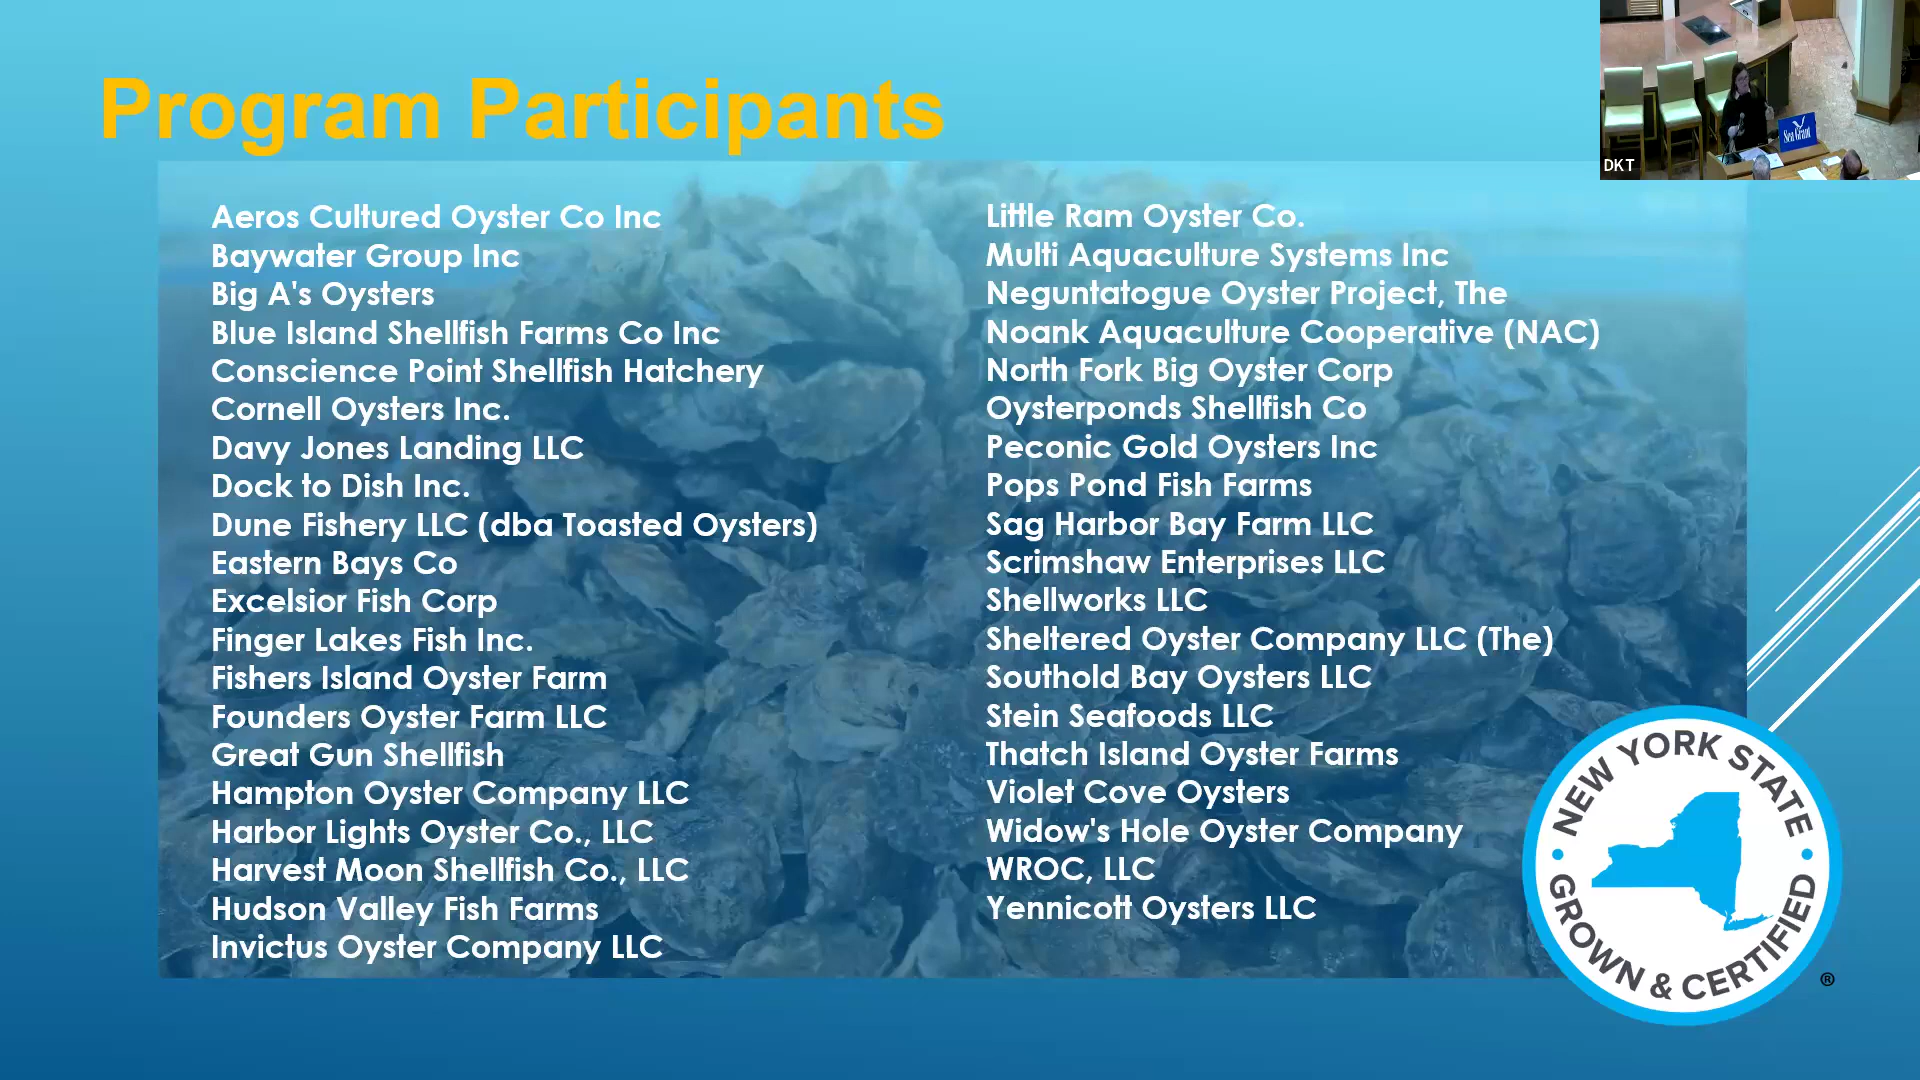 Program Participants
Aeros Cultured Oyster Co Inc
Baywater Group Inc
Big A's Oysters
Blue Island Shellfish Farms Co Inc
Conscience Point Shellfish Hatchery
Cornell Oysters Inc.
Davy Jones Landing LLC
Dock to Dish Inc.
Dune Fishery LLC (dba Toasted Oysters)
Eastern Bays Co
Excelsior Fish Corp
Finger Lakes Fish Inc.
Fishers Island Oyster Farm
Founders Oyster Farm LLC
Great Gun Shellfish
Hampton Oyster Company LLC
Harbor Lights Oyster Co., LLC
Harvest Moon Shellfish Co., LLC
Hudson Valley Fish Farms
Invictus Oyster Company LLC
Little Ram Oyster Co.
Multi Aquaculture Systems Inc
Neguntatogue Oyster Project, The
Noank Aquaculture Cooperative (NAC)
North Fork Big Oyster Corp
Oysterponds Shellfish Co
Peconic Gold Oysters Inc
Pops Pond Fish Farms
Sag Harbor Bay Farm LLC
Scrimshaw Enterprises LLC
Shellworks LLC
Sheltered Oyster Company LLC (The)
Southold Bay Oysters LLC
Stein Seafoods LLC
Thatch Island Oyster Farms
Violet Cove Oysters
Widow's Hole Oyster Company
WROC, LLC
Yennicott Oysters LLC
NEW YORK STATE
GROWN & CERTIFIED
®
DKT
Sea Grant